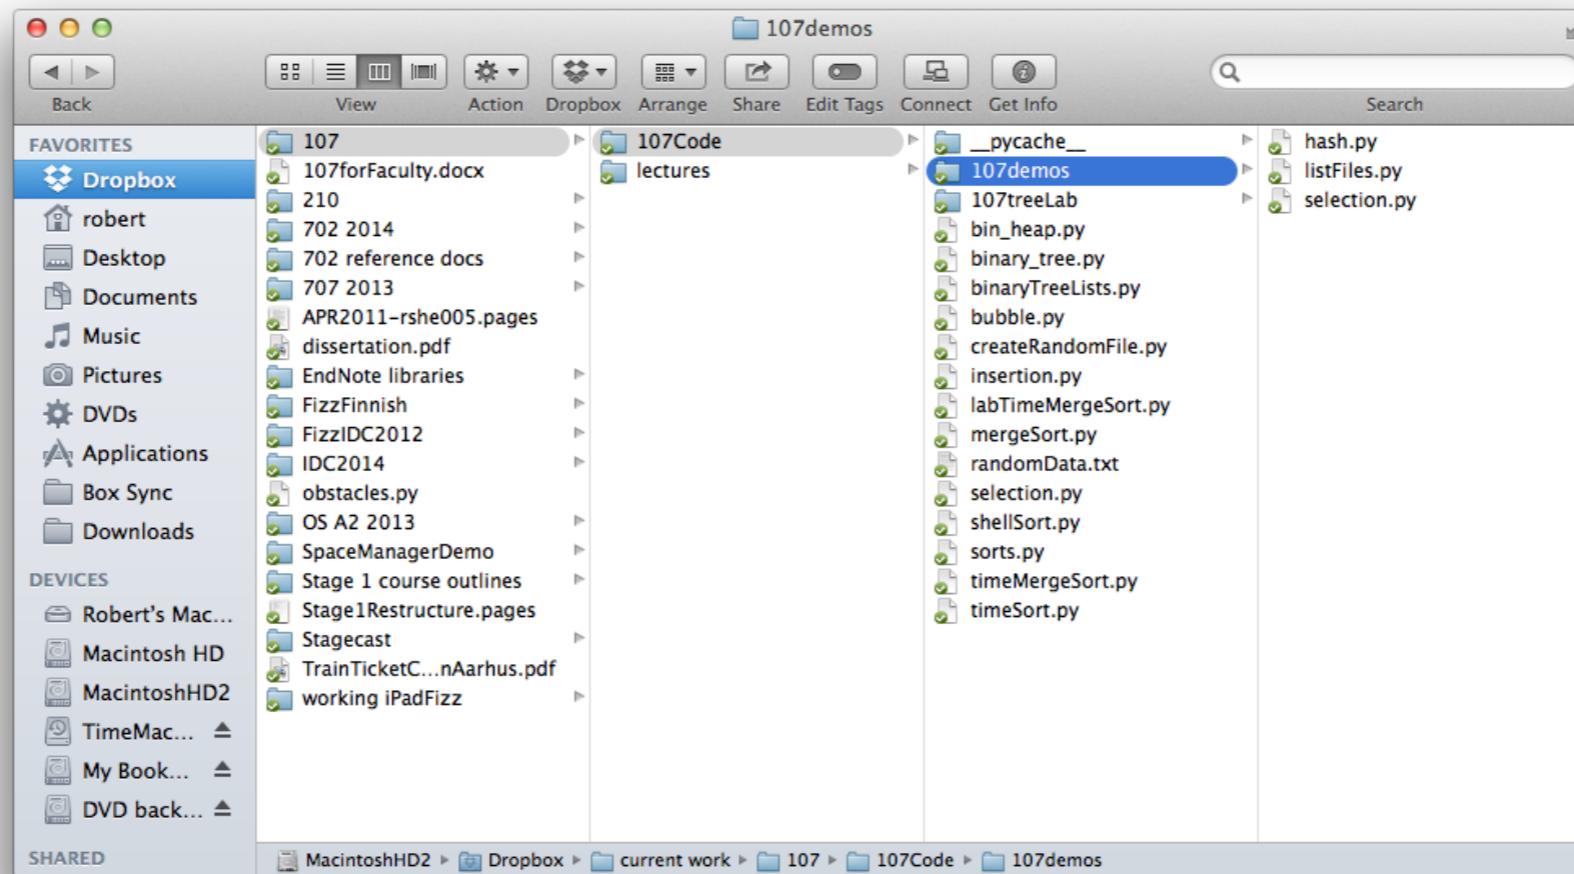 107demos
Back
View
Action
Dropbox
Arrange
Share
Edit Tags
Connect
Get Info
Search
FAVORITES
Dropbox
robert
Desktop
Documents
Music
Pictures
DVDs
Applications
Box Sync
Downloads
DEVICES
Robert's Mac...
Macintosh HD
MacintoshHD2
TimeMac...
My Book...
DVD back...
SHARED
107
107forFaculty.docx
210
702 2014
702 reference docs
707 2013
APR2011-rshe005.pages
dissertation.pdf
EndNote libraries
FizzFinnish
FizzIDC2012
IDC2014
obstacles.py
OS A2 2013
SpaceManagerDemo
Stage 1 course outlines
Stage1Restructure.pages
Stagecast
TrainTicketC...nAarhus.pdf
working iPadFizz
107Code
lectures
__pycache__
107demos
107treeLab
bin_heap.py
binary_tree.py
binaryTreeLists.py
bubble.py
createRandomFile.py
insertion.py
labTimeMergeSort.py
mergeSort.py
randomData.txt
selection.py
shellSort.py
sorts.py
timeMergeSort.py
timeSort.py
hash.py
listFiles.py
selection.py
MacintoshHD2 ▸ Dropbox ▸ current work ▸ 107 ▸ 107Code ▸ 107demos